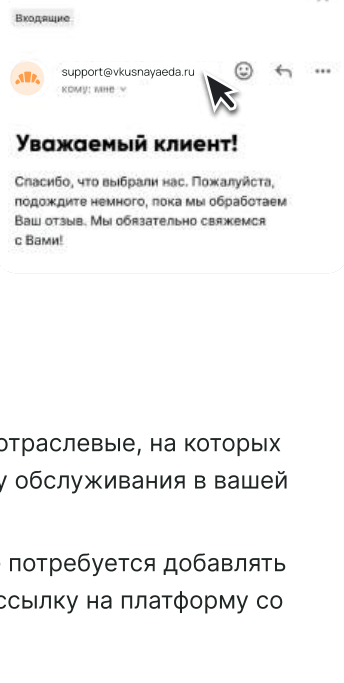 Входящие
support@vkusnayaeda.ru
кому: мне
Уважаемый клиент!
Спасибо, что выбрали нас. Пожалуйста,
подождите немного, пока мы обработаем
Ваш отзыв. Мы обязательно свяжемся
с Вами!
отраслевые, на которых
у обслуживания в вашей
потребуется добавлять
ссылку на платформу со